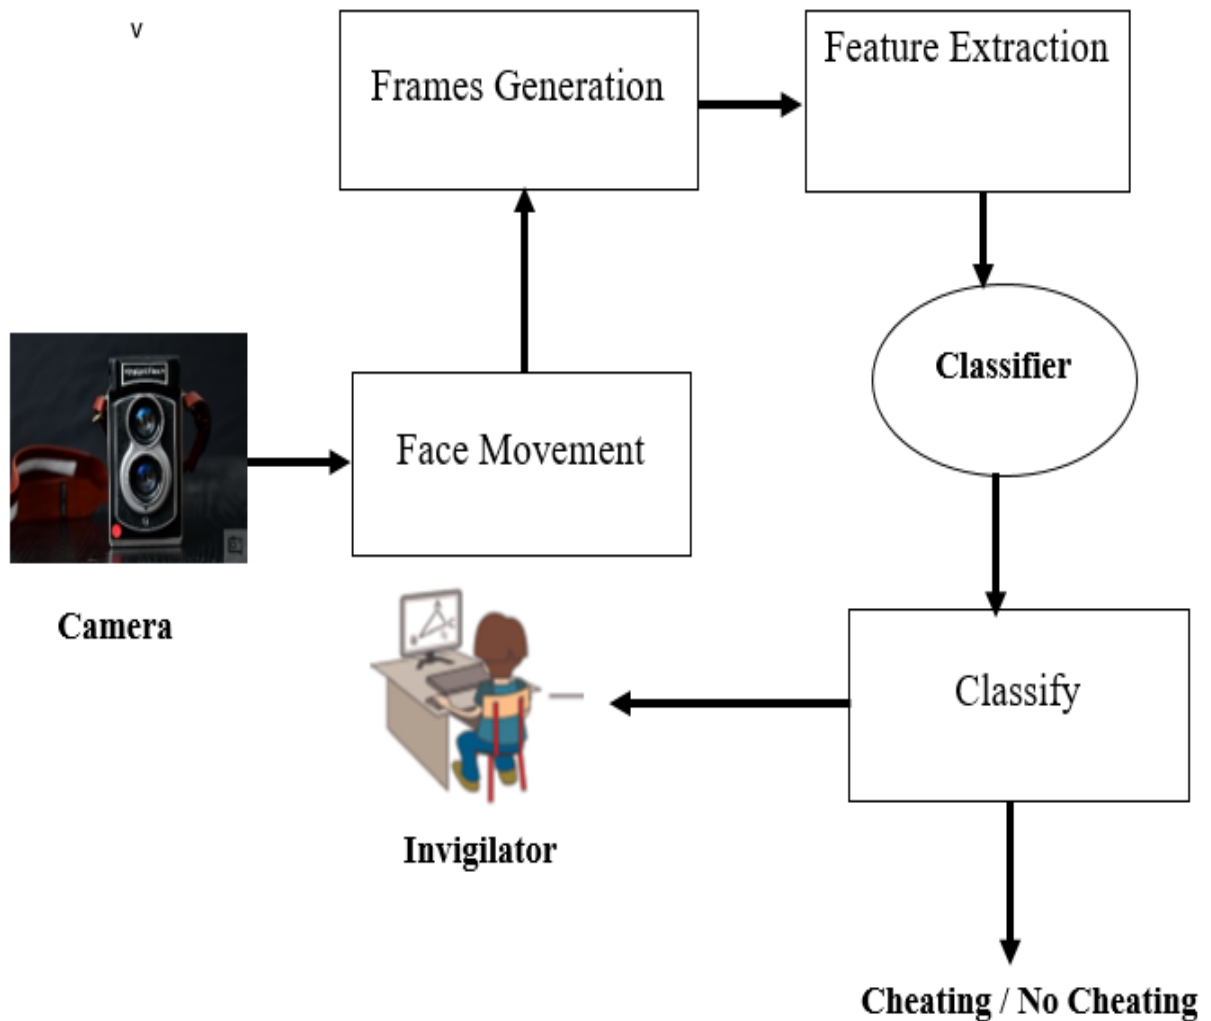 v
Frames Generation
Feature Extraction
Classifier
Face Movement
Camera
Classify
Invigilator
Cheating / No Cheating